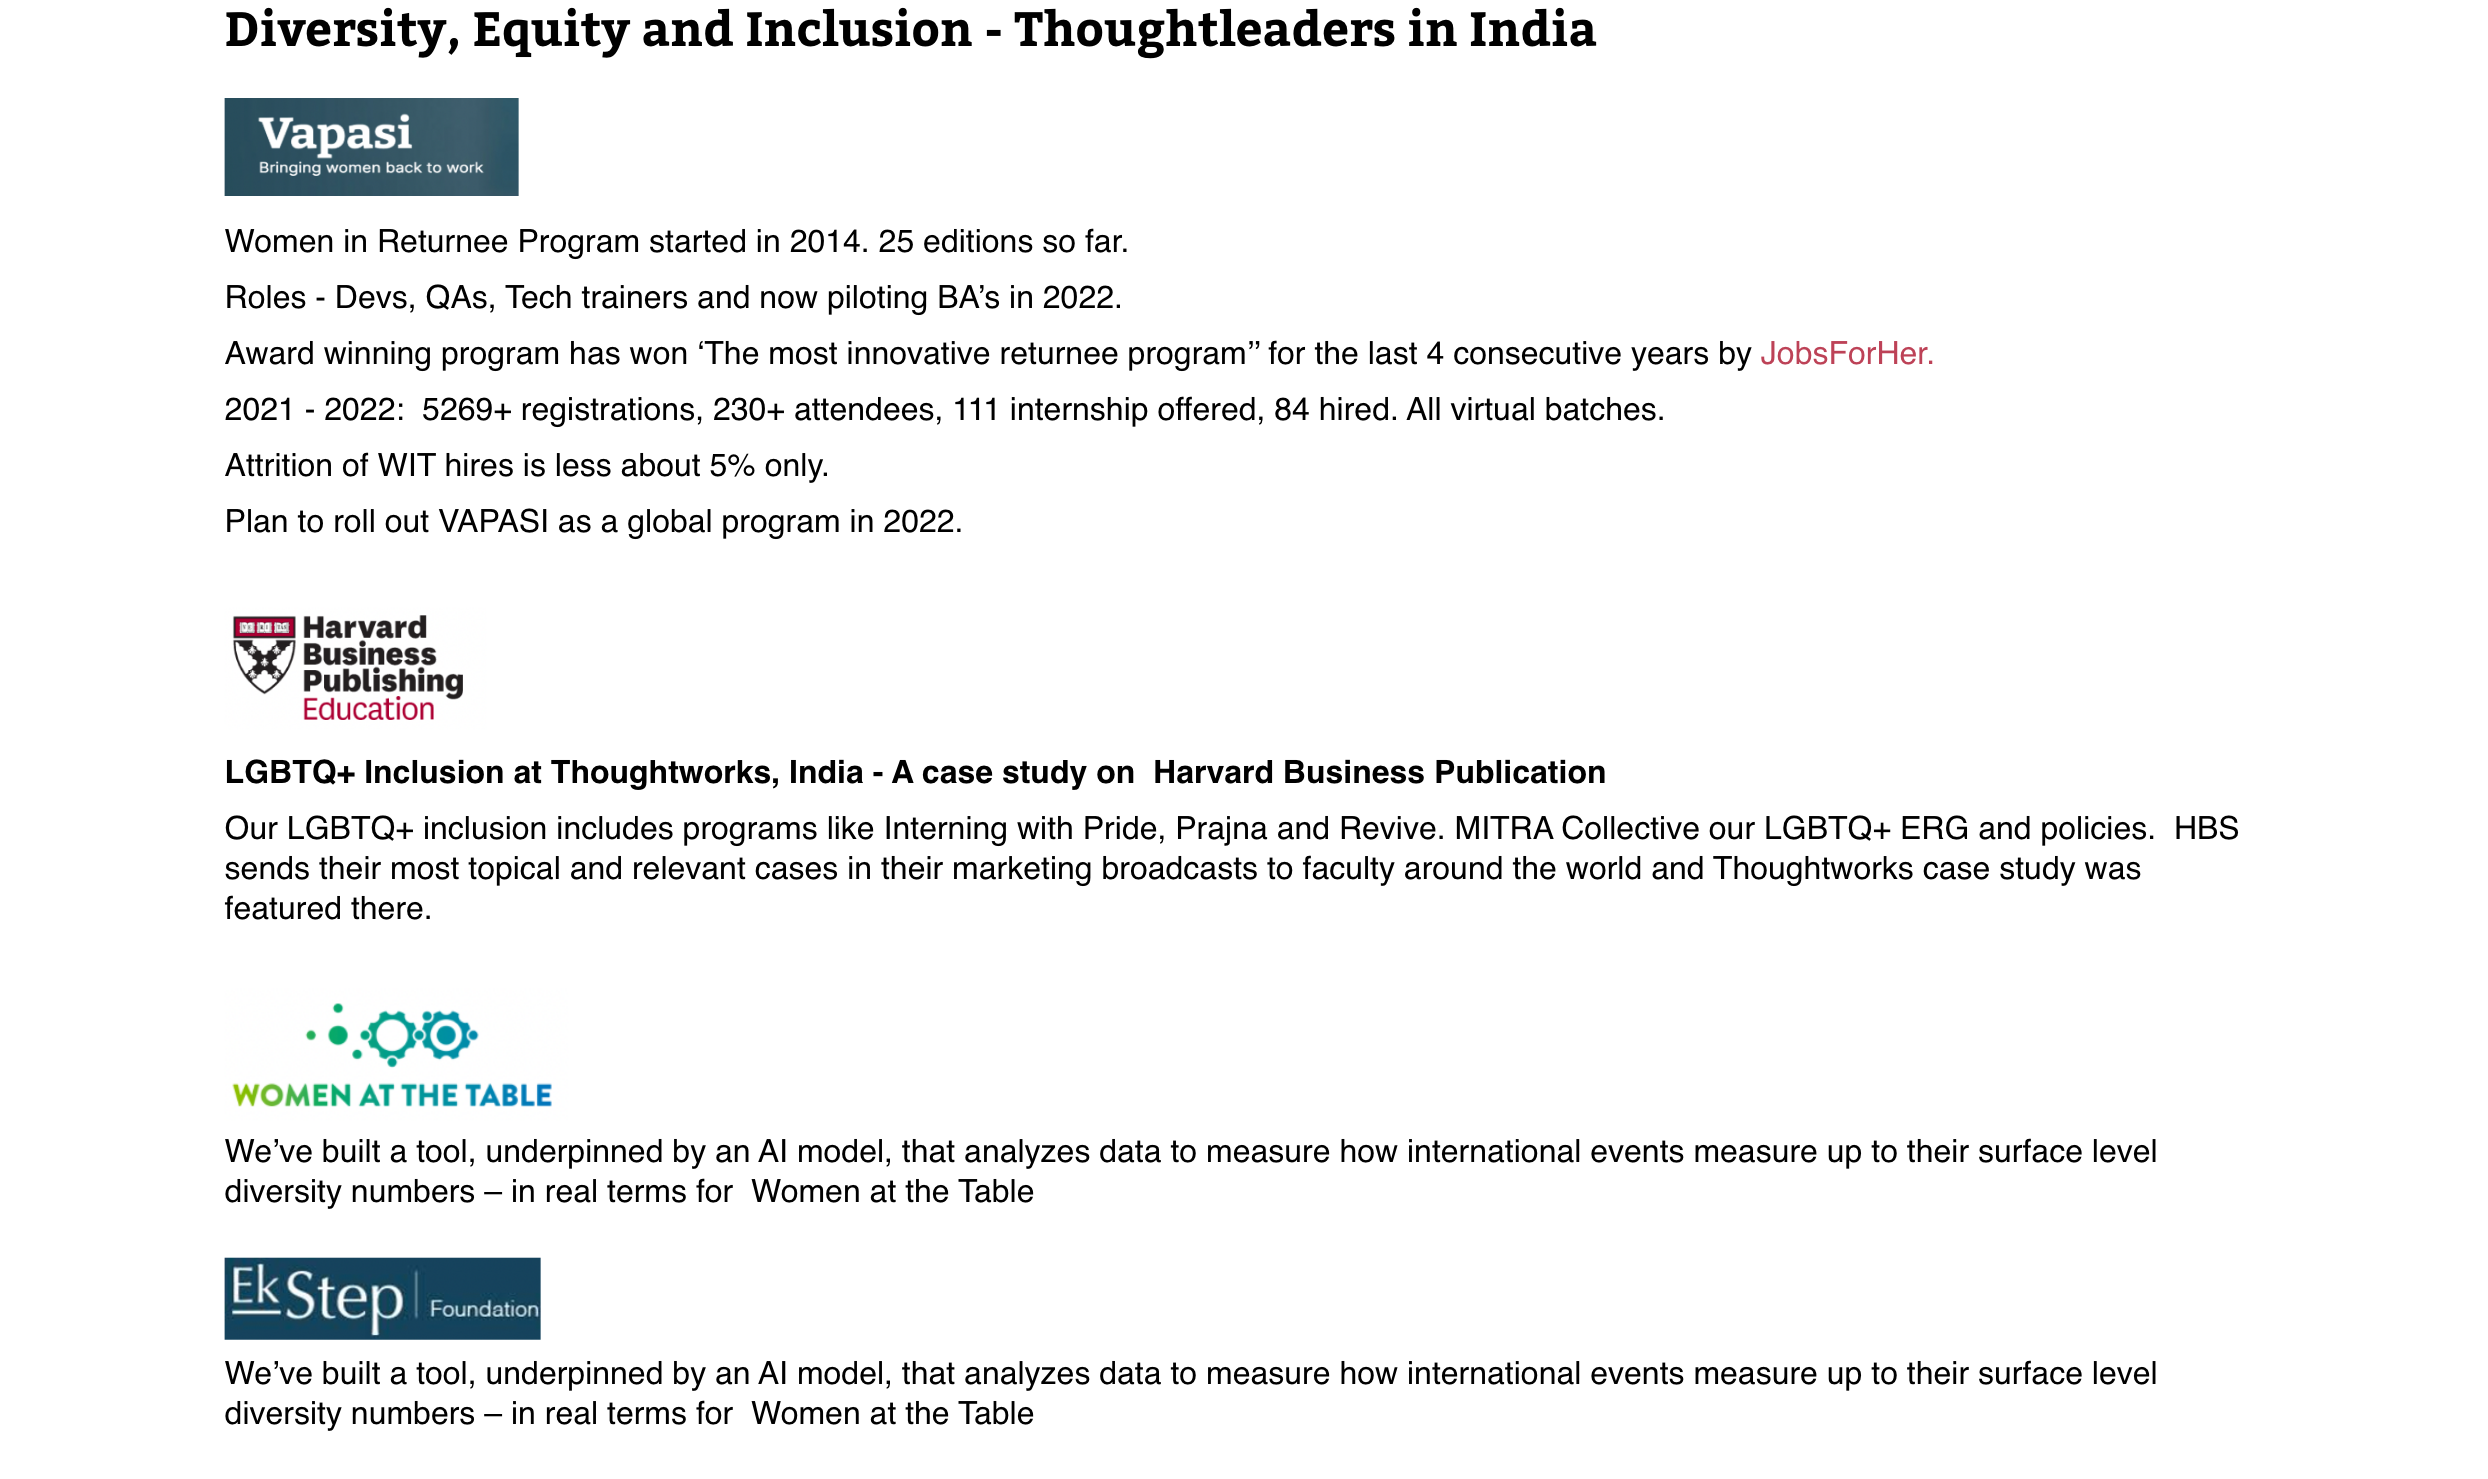 Diversity, Equity and Inclusion - Thoughtleaders in India
Vapasi
Bringing women back to work
Women in Returnee Program started in 2014. 25 editions so far.
Roles - Devs, QAs, Tech trainers and now piloting BA’s in 2022.
Award winning program has won ‘The most innovative returnee program’’ for the last 4 consecutive years by JobsForHer.
2021 - 2022:  5269+ registrations, 230+ attendees, 111 internship offered, 84 hired. All virtual batches.
Attrition of WIT hires is less about 5% only.
Plan to roll out VAPASI as a global program in 2022.
Harvard
Business
Publishing
Education
LGBTQ+ Inclusion at Thoughtworks, India - A case study on  Harvard Business Publication
Our LGBTQ+ inclusion includes programs like Interning with Pride, Prajna and Revive. MITRA Collective our LGBTQ+ ERG and policies.  HBS
sends their most topical and relevant cases in their marketing broadcasts to faculty around the world and Thoughtworks case study was
featured there.
WOMEN AT THE TABLE
We’ve built a tool, underpinned by an AI model, that analyzes data to measure how international events measure up to their surface level
diversity numbers – in real terms for  Women at the Table
EkStep | Foundation
We’ve built a tool, underpinned by an AI model, that analyzes data to measure how international events measure up to their surface level
diversity numbers – in real terms for  Women at the Table